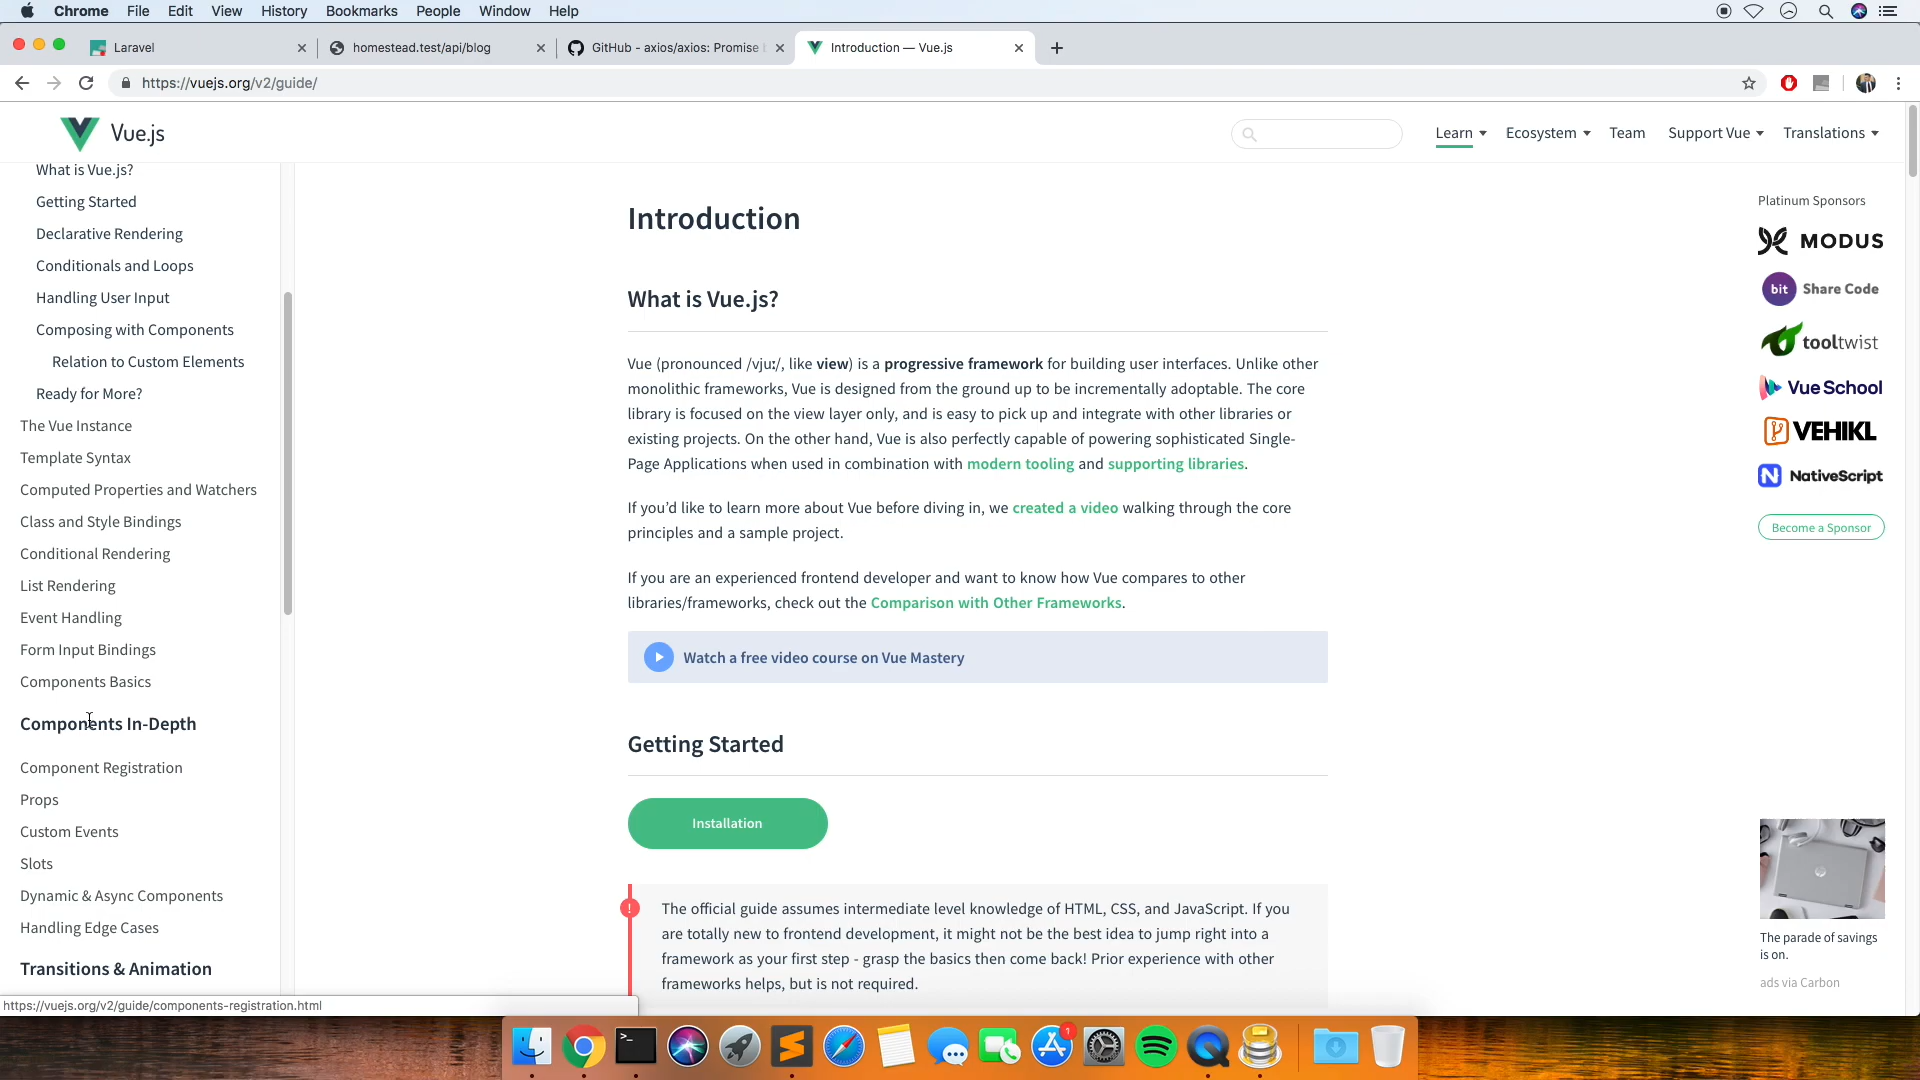 Chrome File Edit View History Bookmarks People Window Help
Laravel
homestead.test/api/blog
GitHub - axios/axios: Promise
Introduction — Vue.js
https://vuejs.org/v2/guide/
Vue.js
Learn
Ecosystem
Team
Support Vue
Translations
What is Vue.js?
Getting Started
Declarative Rendering
Conditionals and Loops
Handling User Input
Composing with Components
Relation to Custom Elements
Ready for More?
The Vue Instance
Template Syntax
Computed Properties and Watchers
Class and Style Bindings
Conditional Rendering
List Rendering
Event Handling
Form Input Bindings
Components Basics
Components In-Depth
Component Registration
Props
Custom Events
Slots
Dynamic & Async Components
Handling Edge Cases
Transitions & Animation
https://vuejs.org/v2/guide/components-registration.html
Introduction
What is Vue.js?
Vue (pronounced /vjuː/, like view) is a progressive framework for building user interfaces. Unlike other
monolithic frameworks, Vue is designed from the ground up to be incrementally adoptable. The core
library is focused on the view layer only, and is easy to pick up and integrate with other libraries or
existing projects. On the other hand, Vue is also perfectly capable of powering sophisticated Single-
Page Applications when used in combination with modern tooling and supporting libraries.
If you'd like to learn more about Vue before diving in, we created a video walking through the core
principles and a sample project.
If you are an experienced frontend developer and want to know how Vue compares to other
libraries/frameworks, check out the Comparison with Other Frameworks.
Watch a free video course on Vue Mastery
Getting Started
Installation
!
The official guide assumes intermediate level knowledge of HTML, CSS, and JavaScript. If you
are totally new to frontend development, it might not be the best idea to jump right into a
framework as your first step - grasp the basics then come back! Prior experience with other
frameworks helps, but is not required.
Platinum Sponsors
MODUS
bit Share Code
tooltwist
Vue School
VEHIKL
N NativeScript
Become a Sponsor
The parade of savings
is on.
ads via Carbon
1